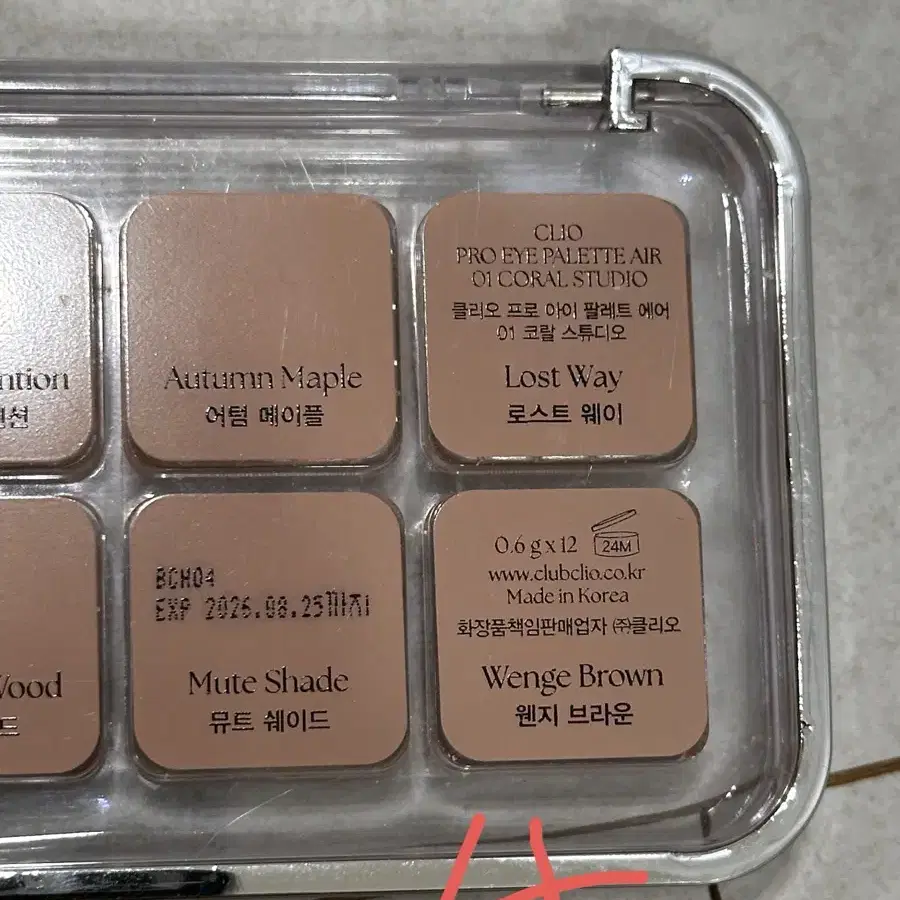 CLIO
PRO EYE PALETTE AIR
01 CORAL STUDIO
클리오 프로 아이 팔레트 에어
01 코랄 스튜디오
ntion
Autumn Maple
Lost Way
어텀 메이플
로스트 웨이
BCH04
EXP 2026.08.25까지
0.6 g x 12
24M
www.clubclio.co.kr
Made in Korea
화장품책임판매업자 ㈜클리오
Wood
Mute Shade
Wenge Brown
드
뮤트 쉐이드
웬지 브라운